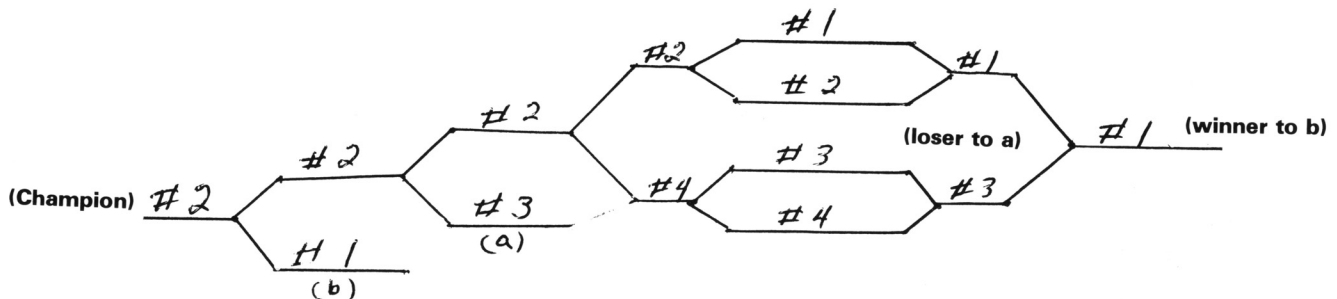 # 1
#2 #1
# 2
# 2 (loser to a) # 1 (winner to b)
# 2 # 3
(Champion) # 2 #4 # 3
# 3 # 4
(a)
# 1
(b)